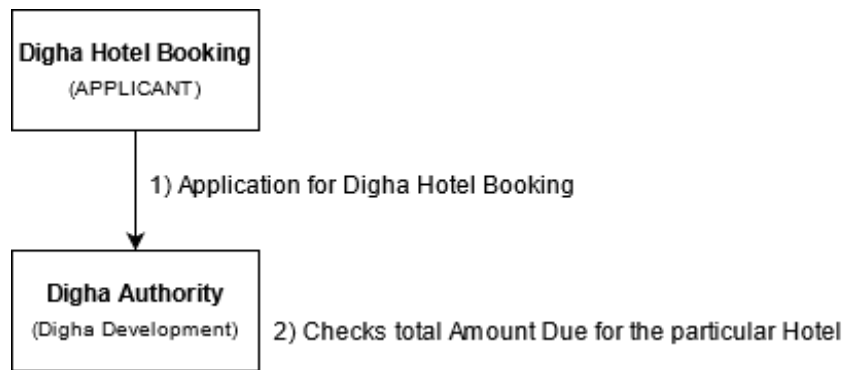 Digha Hotel Booking
(APPLICANT)
1) Application for Digha Hotel Booking
Digha Authority
(Digha Development)
2) Checks total Amount Due for the particular Hotel